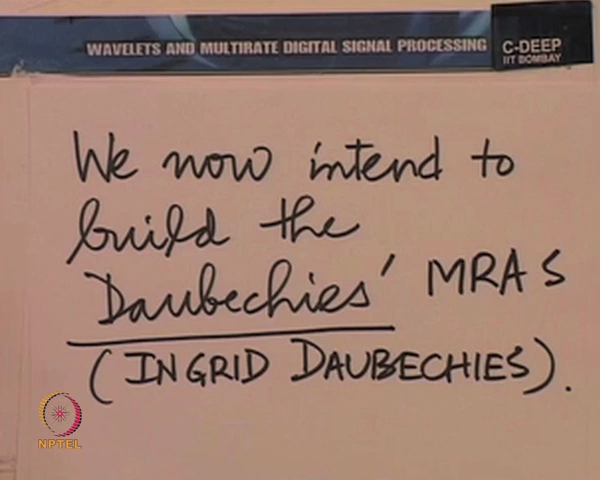 WAVELETS AND MULTIRATE DIGITAL SIGNAL PROCESSING
C-DEEP
IIT BOMBAY
We now intend to
build the
Daubechies' MRAS
(INGRID DAUBECHIES).
NPTEL